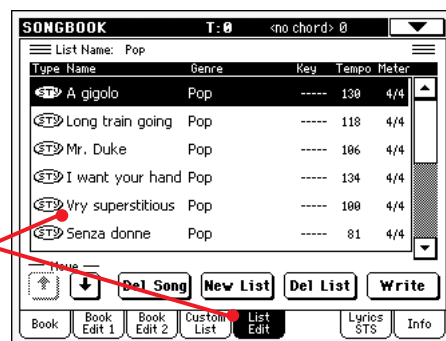 SONGBOOK T:0 <no chord> 0
List Name: Pop
Type Name Genre Key Tempo Meter
STY A gigolo Pop ----- 130 4/4
STY Long train going Pop ----- 118 4/4
STY Mr. Duke Pop ----- 106 4/4
STY I want your hand Pop ----- 134 4/4
STY Vry superstitious Pop ----- 100 4/4
STY Senza donne Pop ----- 81 4/4
Move
Del Song New List Del List Write
Book Book Edit 1 Book Edit 2 Custom List List Edit Lyrics STS Info